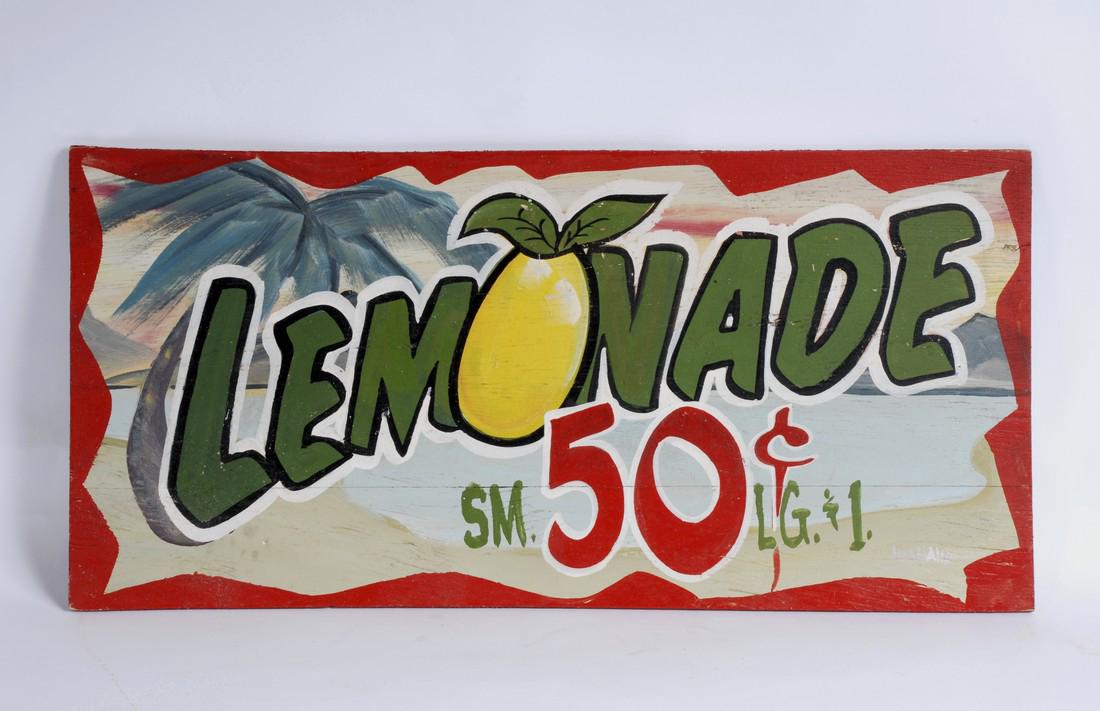 LEMONADE
SM. 50¢ LG. $1.